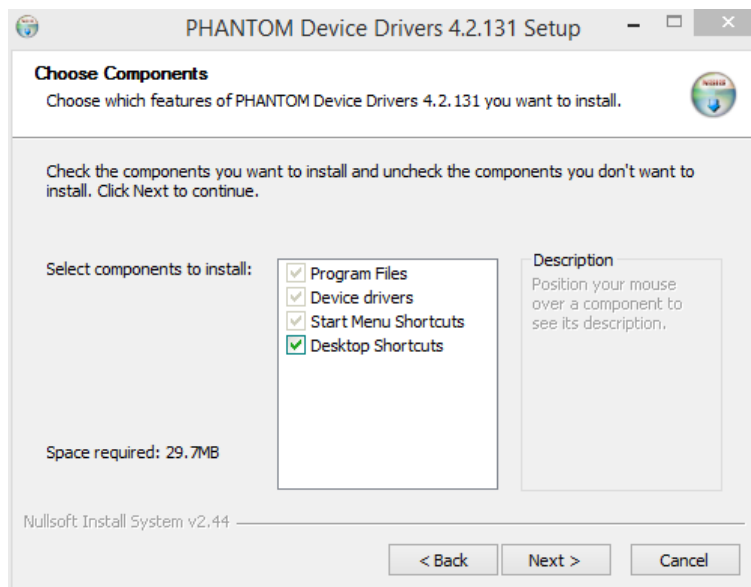 PHANTOM Device Drivers 4.2.131 Setup
Choose Components
Choose which features of PHANTOM Device Drivers 4.2.131 you want to install.
Check the components you want to install and uncheck the components you don't want to
install. Click Next to continue.
Select components to install:
Program Files
Device drivers
Start Menu Shortcuts
Desktop Shortcuts
Description
Position your mouse
over a component to
see its description.
Space required: 29.7MB
Nullsoft Install System v2.44
< Back
Next >
Cancel